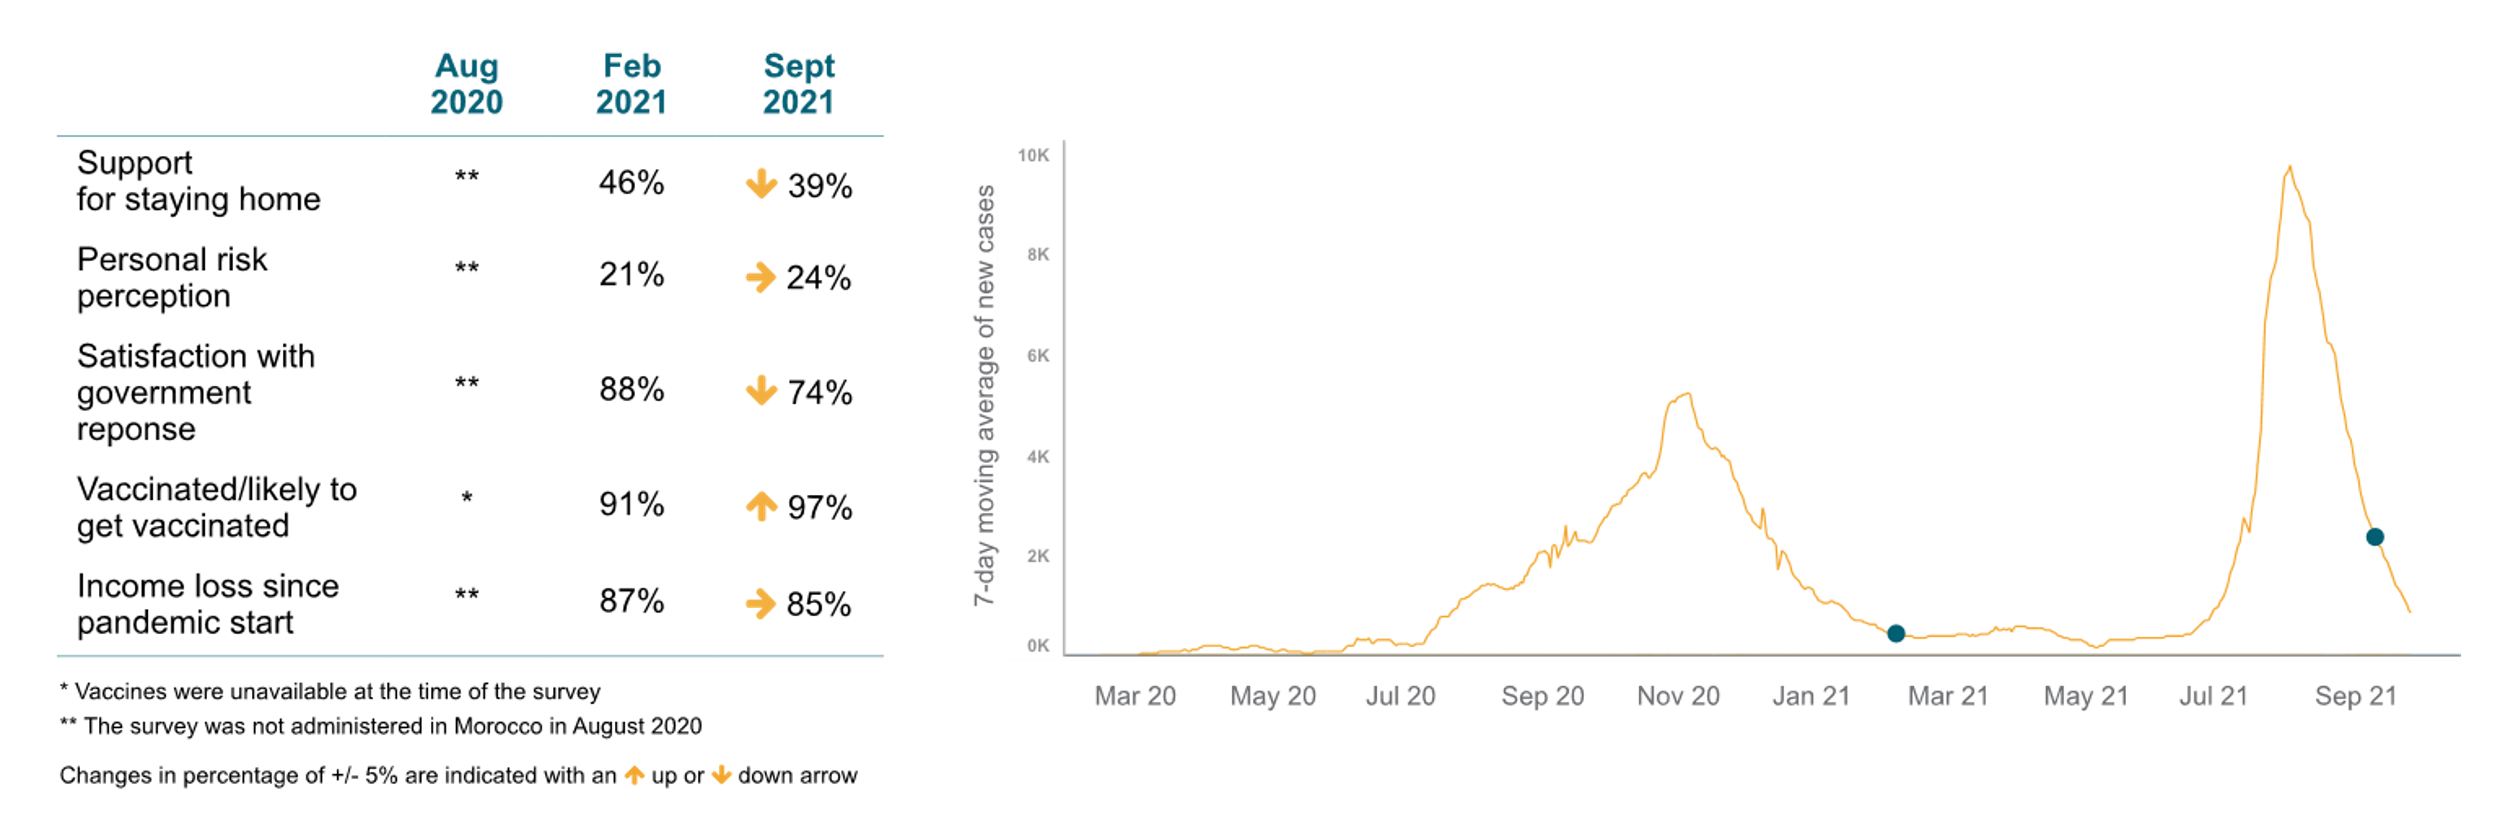 Aug
2020
Feb
2021
Sept
2021
Support
for staying home
**
46%
39%
Personal risk
perception
**
21%
24%
Satisfaction with
government
reponse
**
88%
74%
Vaccinated/likely to
get vaccinated
*
91%
97%
Income loss since
pandemic start
**
87%
85%
* Vaccines were unavailable at the time of the survey
** The survey was not administered in Morocco in August 2020
Changes in percentage of +/- 5% are indicated with an up or down arrow
7-day moving average of new cases
10K
8K
6K
4K
2K
0K
Mar 20
May 20
Jul 20
Sep 20
Nov 20
Jan 21
Mar 21
May 21
Jul 21
Sep 21